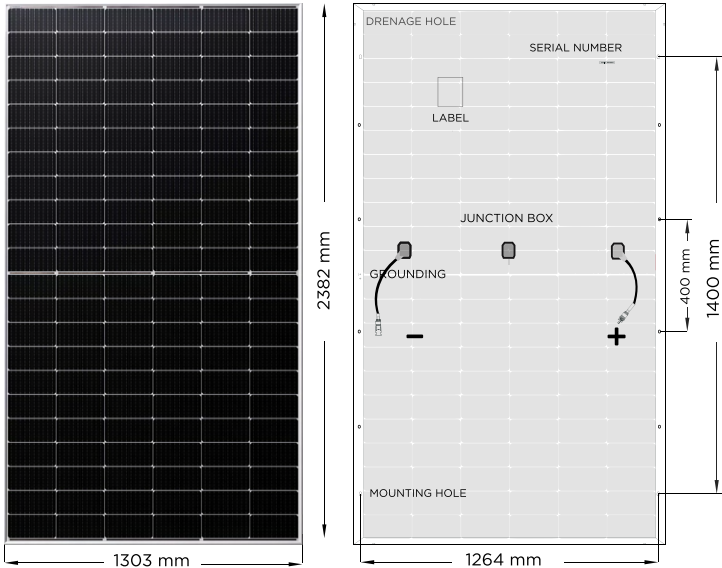 DRENAGE HOLE
SERIAL NUMBER
LABEL
JUNCTION BOX
GROUNDING
2382 mm
400 mm
1400 mm
MOUNTING HOLE
1303 mm
1264 mm